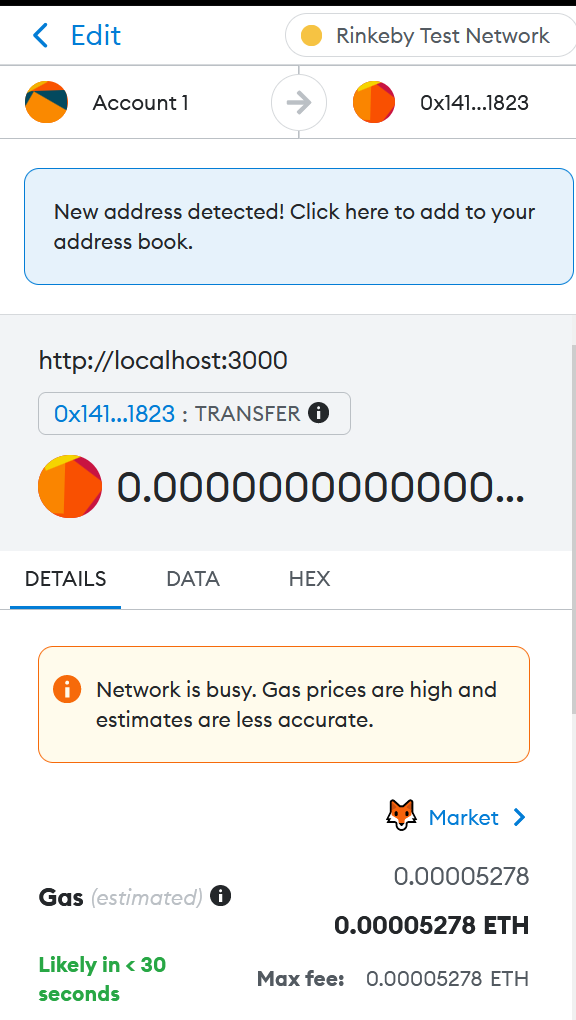 Edit
Rinkeby Test Network
Account 1
0x141...1823
New address detected! Click here to add to your
address book.
http://localhost:3000
0x141...1823 : TRANSFER
0.0000000000000...
DETAILS DATA HEX
Network is busy. Gas prices are high and
estimates are less accurate.
Market
0.00005278
Gas (estimated)
0.00005278 ETH
Likely in < 30
seconds
Max fee: 0.00005278 ETH